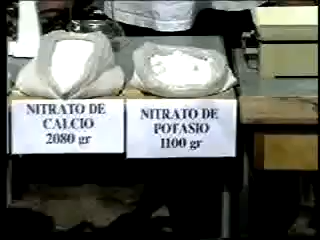 NITRATO DE
CALCIO
2080 gr
NITRATO DE
POTASIO
1100 gr